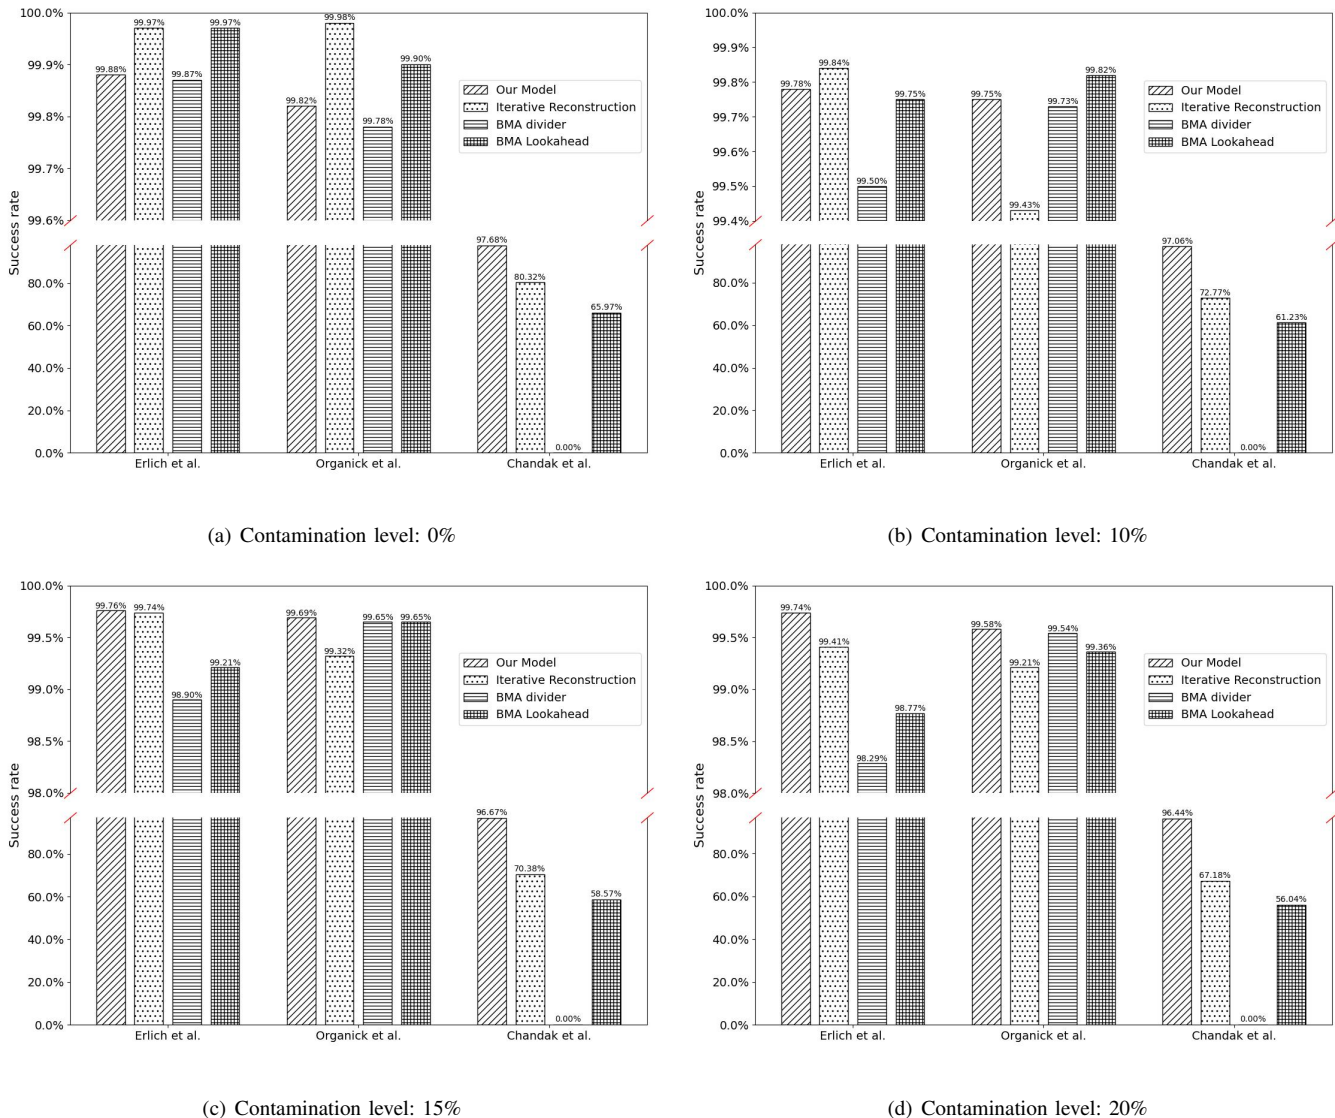 100.0%
99.9%
99.8%
99.7%
99.6%
80.0%
60.0%
40.0%
20.0%
0.0%
Success rate
99.88%
99.97%
99.87%
99.97%
99.82%
99.98%
99.78%
99.90%
97.68%
80.32%
0.00%
65.97%
Our Model
Iterative Reconstruction
BMA divider
BMA Lookahead
Erlich et al.
Organick et al.
Chandak et al.
(a) Contamination level: 0%
100.0%
99.9%
99.8%
99.7%
99.6%
99.5%
99.4%
80.0%
60.0%
40.0%
20.0%
0.0%
Success rate
99.78%
99.84%
99.50%
99.75%
99.75%
99.43%
99.73%
99.82%
97.06%
72.77%
0.00%
61.23%
Our Model
Iterative Reconstruction
BMA divider
BMA Lookahead
Erlich et al.
Organick et al.
Chandak et al.
(b) Contamination level: 10%
100.0%
99.5%
99.0%
98.5%
98.0%
80.0%
60.0%
40.0%
20.0%
0.0%
Success rate
99.76%
99.74%
98.90%
99.21%
99.69%
99.32%
99.65%
99.65%
96.67%
70.38%
0.00%
58.57%
Our Model
Iterative Reconstruction
BMA divider
BMA Lookahead
Erlich et al.
Organick et al.
Chandak et al.
(c) Contamination level: 15%
100.0%
99.5%
99.0%
98.5%
98.0%
80.0%
60.0%
40.0%
20.0%
0.0%
Success rate
99.74%
99.41%
98.29%
98.77%
99.58%
99.21%
99.54%
99.36%
96.44%
67.18%
0.00%
56.04%
Our Model
Iterative Reconstruction
BMA divider
BMA Lookahead
Erlich et al.
Organick et al.
Chandak et al.
(d) Contamination level: 20%